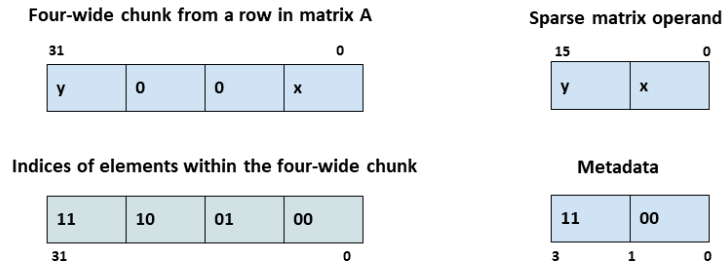 Four-wide chunk from a row in matrix A
31 0
y 0 0 x
Sparse matrix operand
15 0
y x
Indices of elements within the four-wide chunk
11 10 01 00
31 0
Metadata
11 00
3 1 0